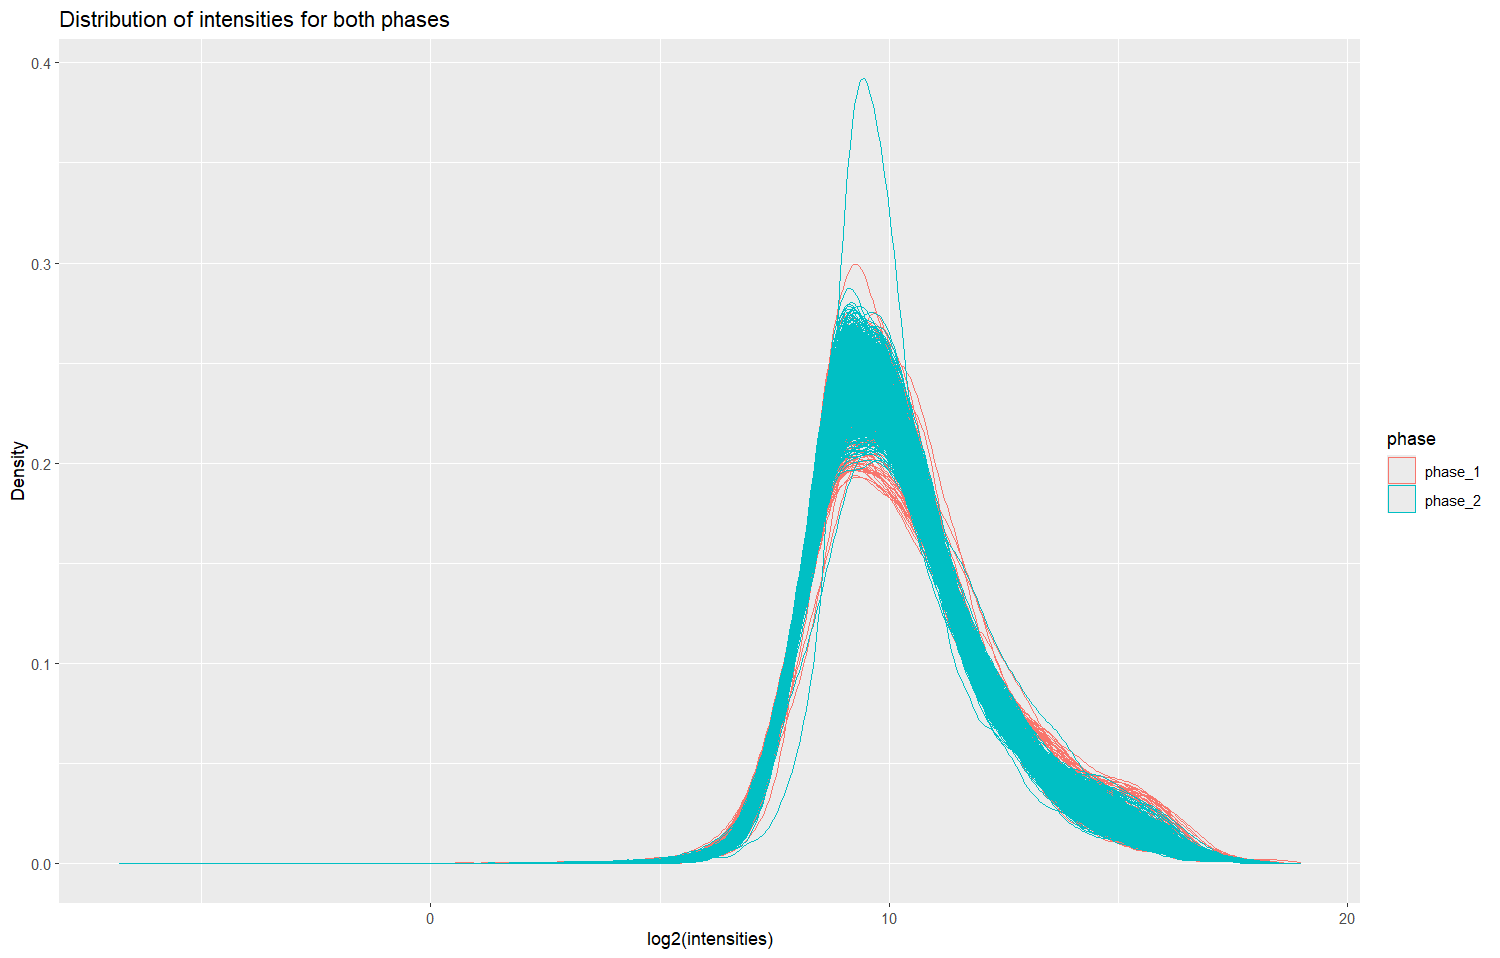 Distribution of intensities for both phases
0.4
0.3
0.2
0.1
0.0
Density
0
10
20
log2(intensities)
phase
phase_1
phase_2